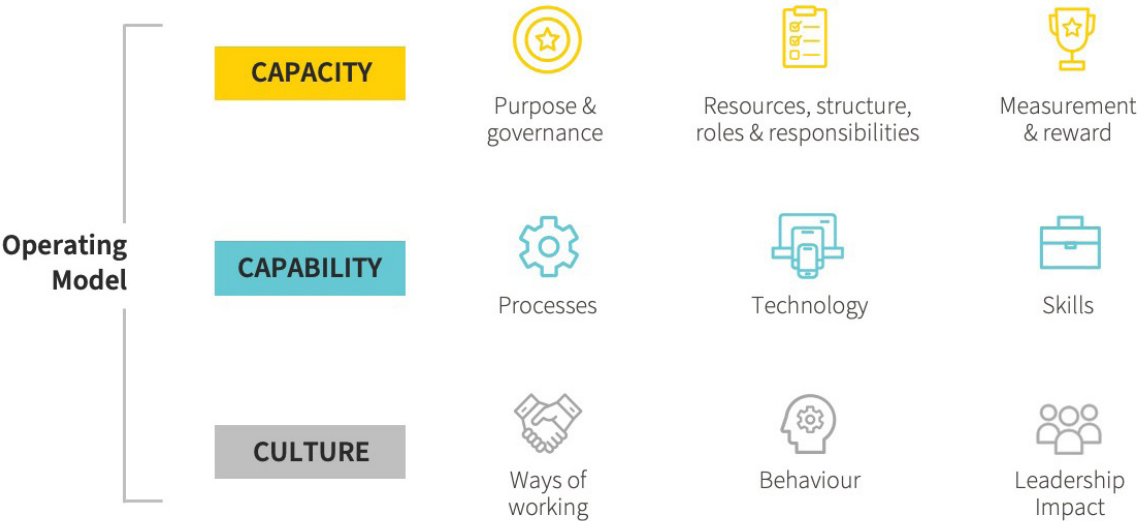 Operating
Model
CAPACITY
Purpose &
governance
Resources, structure,
roles & responsibilities
Measurement
& reward
CAPABILITY
Processes
Technology
Skills
CULTURE
Ways of
working
Behaviour
Leadership
Impact